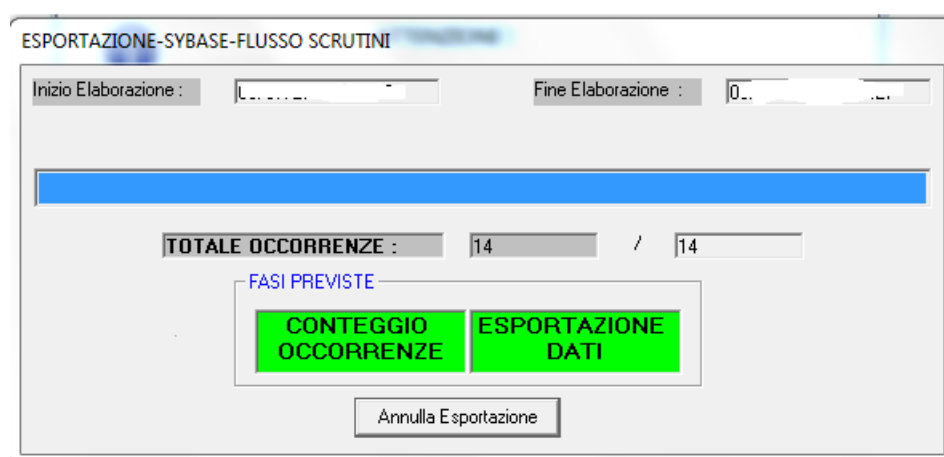 ESPORTAZIONE-SYBASE-FLUSSO SCRUTINI
Inizio Elaborazione : Fine Elaborazione :
TOTALE OCCORRENZE : 14 / 14
FASI PREVISTE
CONTEGGIO ESPORTAZIONE
OCCORRENZE DATI
Annulla Esportazione